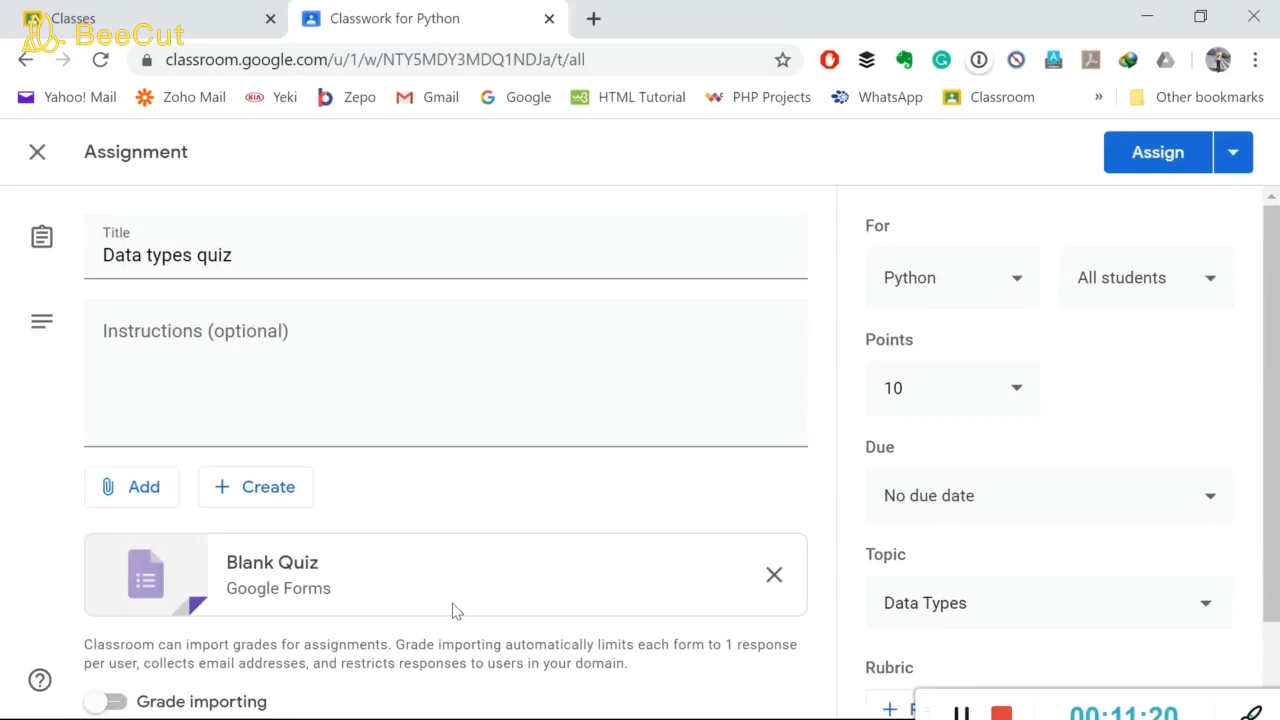 Classes
Classwork for Python
BeeCut
classroom.google.com/u/1/w/NTY5MDY3MDQ1NDJa/t/all
Yahoo! Mail
Zoho Mail
KIA
Yeki
Zepo
Gmail
Google
HTML Tutorial
PHP Projects
WhatsApp
Classroom
»
Other bookmarks
Assignment
Assign
Title
Data types quiz
Instructions (optional)
Add
+ Create
Blank Quiz
Google Forms
Classroom can import grades for assignments. Grade importing automatically limits each form to 1 response
per user, collects email addresses, and restricts responses to users in your domain.
Grade importing
For
Python
All students
Points
10
Due
No due date
Topic
Data Types
Rubric
+
00:11:20